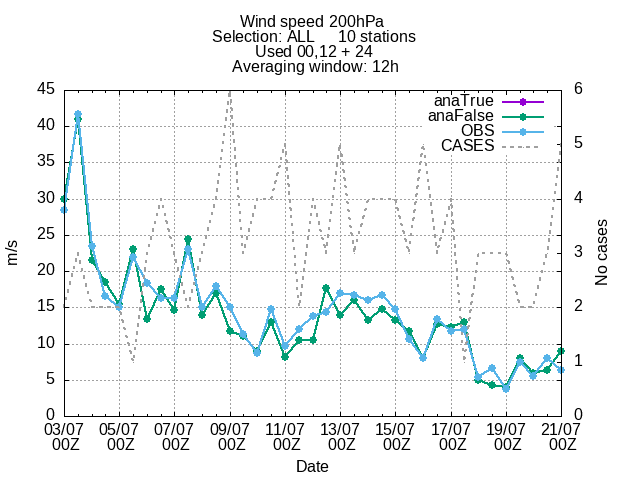 Wind speed 200hPa
Selection: ALL 10 stations
Used 00,12 + 24
Averaging window: 12h
anaTrue
anaFalse
OBS
CASES
m/s
45
40
35
30
25
20
15
10
5
0
No cases
6
5
4
3
2
1
0
03/07 05/07 07/07 09/07 11/07 13/07 15/07 17/07 19/07 21/07
00Z 00Z 00Z 00Z 00Z 00Z 00Z 00Z 00Z 00Z
Date